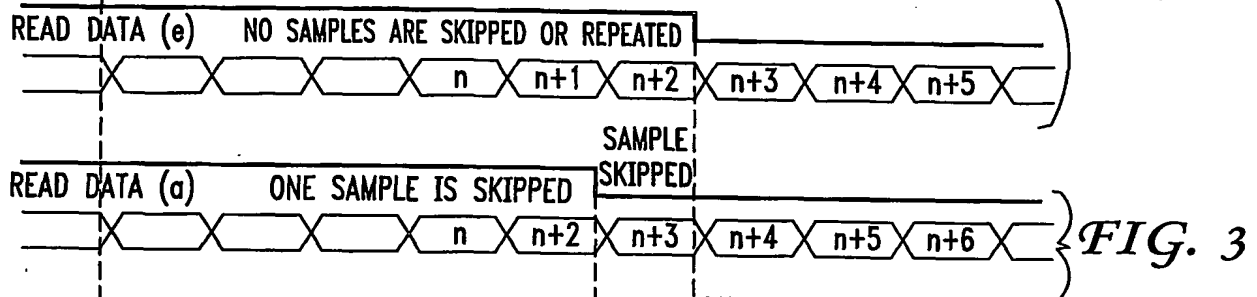 READ DATA (e) NO SAMPLES ARE SKIPPED OR REPEATED
n n+1 n+2 n+3 n+4 n+5
SAMPLE
SKIPPED
READ DATA (a) ONE SAMPLE IS SKIPPED
n n+2 n+3 n+4 n+5 n+6
FIG. 3